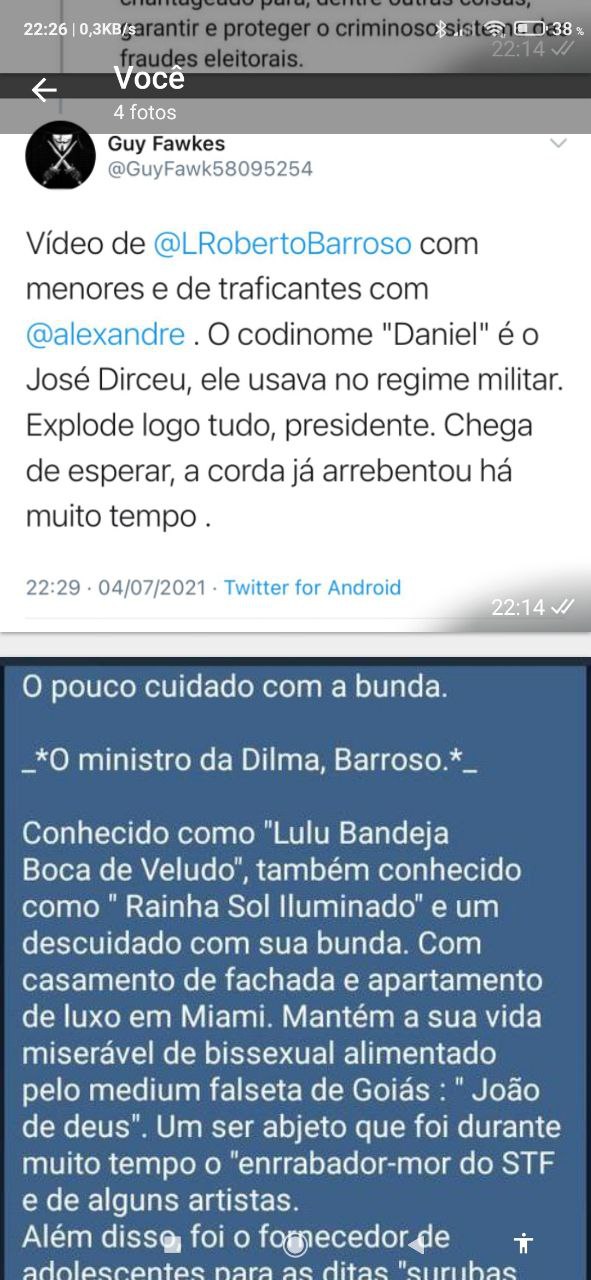 chantageado para, dentre outras coisas,
22:26 | 0,3KB/s
38 %
garantir e proteger o criminoso sistema das
fraudes eleitorais.
22:14
Você
4 fotos
Guy Fawkes
@GuyFawk58095254
Vídeo de @LRobertoBarroso com
menores e de traficantes com
@alexandre . O codinome "Daniel" é o
José Dirceu, ele usava no regime militar.
Explode logo tudo, presidente. Chega
de esperar, a corda já arrebentou há
muito tempo .
22:29 · 04/07/2021 · Twitter for Android
22:14
O pouco cuidado com a bunda.
_*O ministro da Dilma, Barroso.*_
Conhecido como "Lulu Bandeja
Boca de Veludo", também conhecido
como " Rainha Sol Iluminado" e um
descuidado com sua bunda. Com
casamento de fachada e apartamento
de luxo em Miami. Mantém a sua vida
miserável de bissexual alimentado
pelo medium falseta de Goiás : " João
de deus". Um ser abjeto que foi durante
muito tempo o "enrrabador-mor do STF
e de alguns artistas.
Além disso, foi o fornecedor de
adolescentes para as ditas "surubas